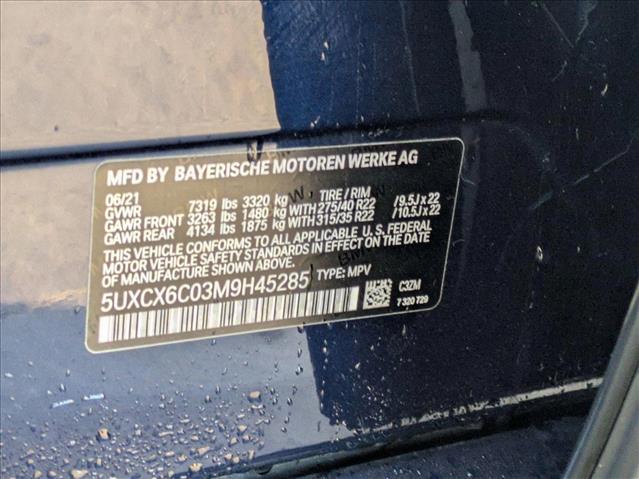 MFD BY BAYERISCHE MOTOREN WERKE AG
06/21 TIRE / RIM
GVWR 7319 lbs 3320 kg
GAWR FRONT 3263 lbs 1480 kg WITH 275/40 R22 /9.5J x 22
GAWR REAR 4134 lbs 1875 kg WITH 315/35 R22 /10.5J x 22
THIS VEHICLE CONFORMS TO ALL APPLICABLE U.S. FEDERAL
MOTOR VEHICLE SAFETY STANDARDS IN EFFECT ON THE DATE
OF MANUFACTURE SHOWN ABOVE.
5UXCX6C03M9H45285 TYPE: MPV C3ZM
7 320 729